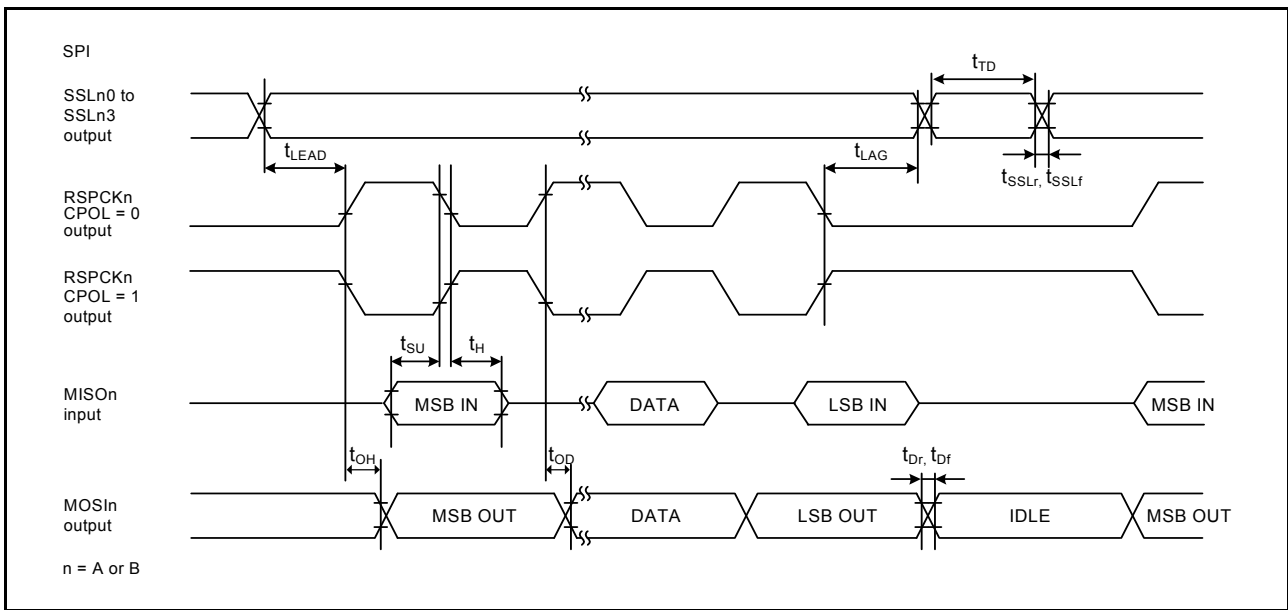 SPI
SSLn0 to
SSLn3
output
tTD
tLEAD
tLAG
tSSLr, tSSLf
RSPCKn
CPOL = 0
output
RSPCKn
CPOL = 1
output
tSU
tH
MISOn
input
MSB IN
DATA
LSB IN
MSB IN
tOH
tOD
tDr, tDf
MOSIn
output
MSB OUT
DATA
LSB OUT
IDLE
MSB OUT
n = A or B